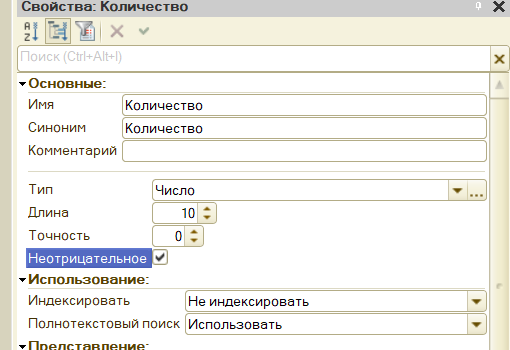 Свойства: Количество
Поиск (Ctrl+Alt+I)
Основные:
Имя Количество
Синоним Количество
Комментарий
Тип Число ...
Длина 10
Точность 0
Неотрицательное
Использование:
Индексировать Не индексировать
Полнотекстовый поиск Использовать
Представление: